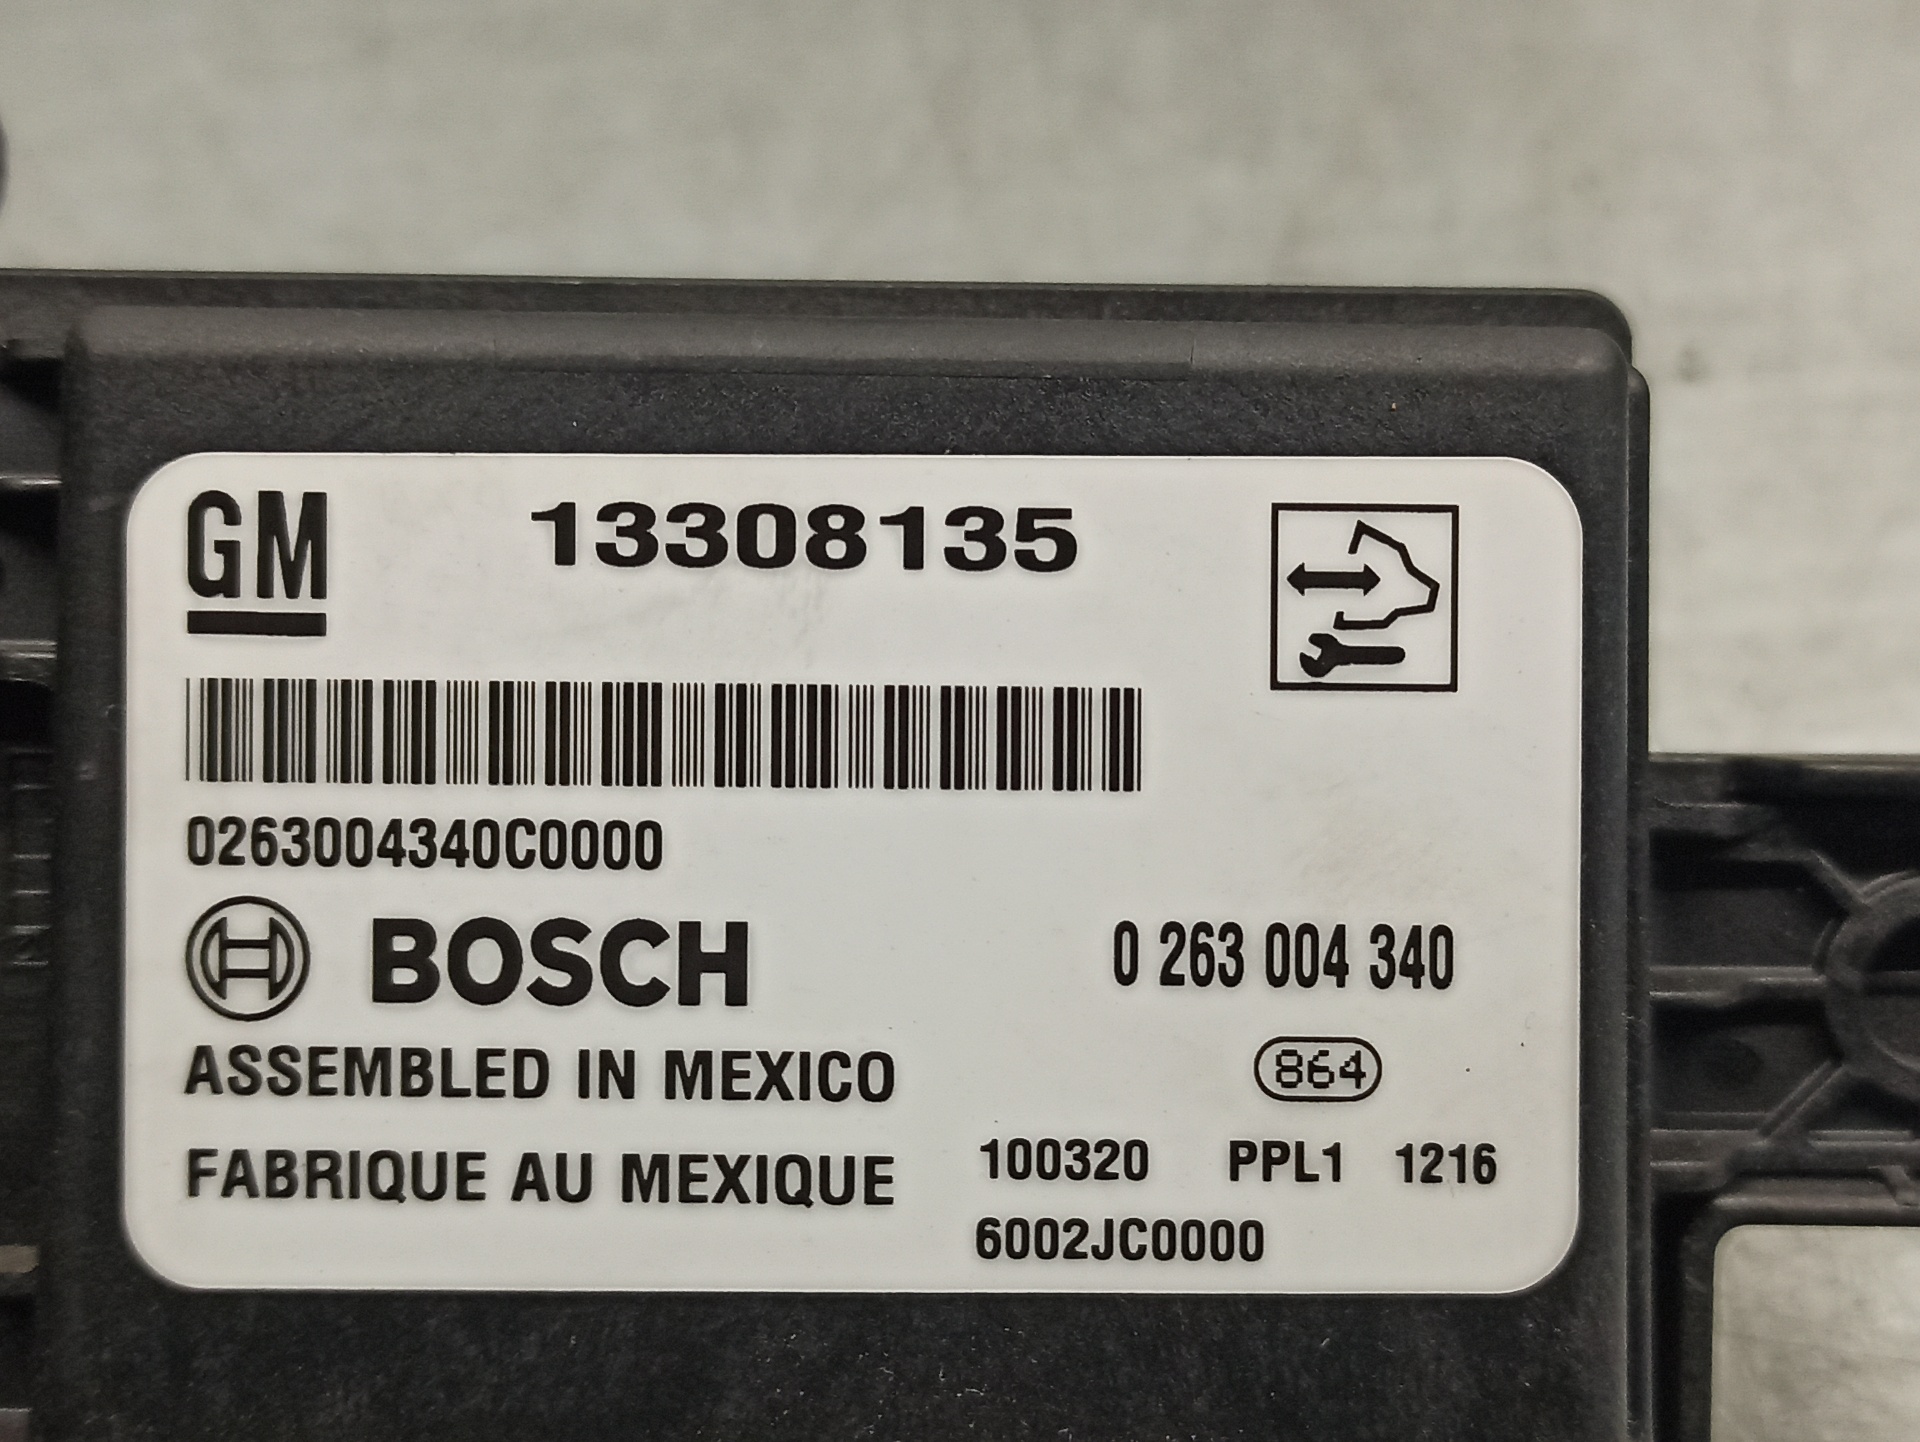 GM 13308135
0263004340C0000
BOSCH 0 263 004 340
ASSEMBLED IN MEXICO 864
FABRIQUE AU MEXIQUE 100320 PPL1 1216
6002JC0000